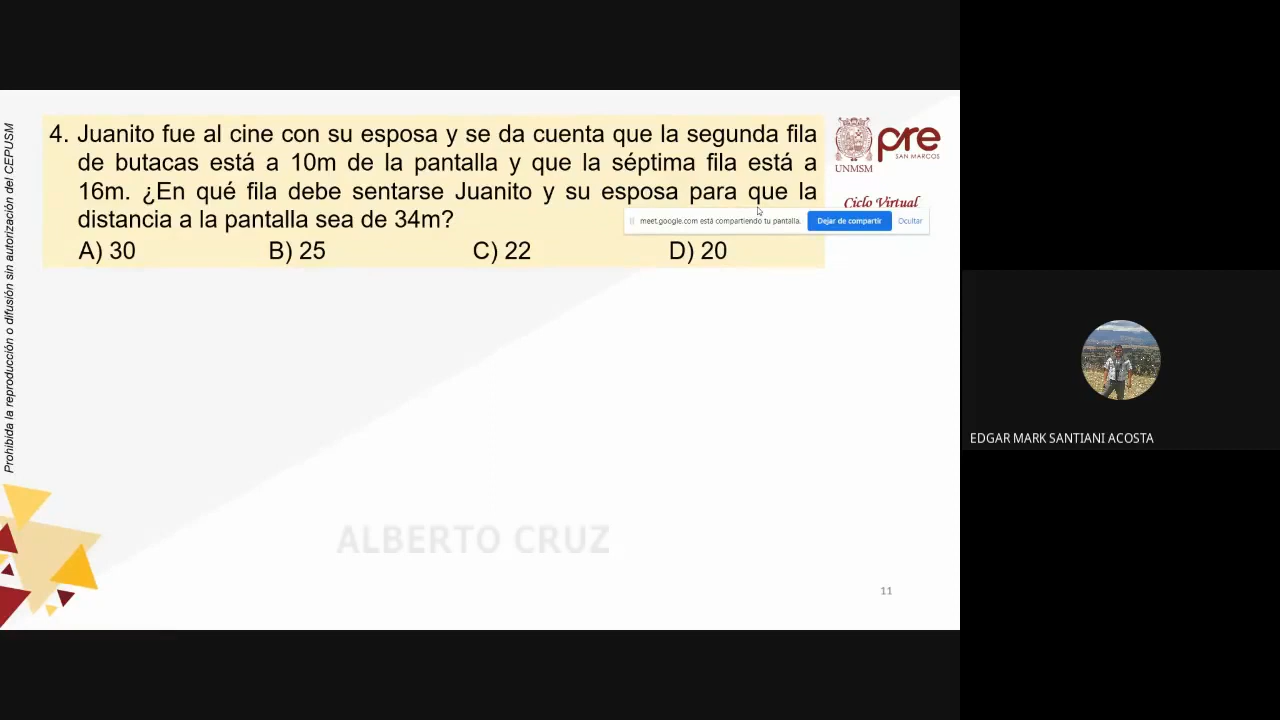 Prohibida la reproducción o difusión sin autorización del CEPUSM
4. Juanito fue al cine con su esposa y se da cuenta que la segunda fila
de butacas está a 10m de la pantalla y que la séptima fila está a
16m. ¿En qué fila debe sentarse Juanito y su esposa para que la
distancia a la pantalla sea de 34m?
A) 30 B) 25 C) 22 D) 20
UNMSM
pre
SAN MARCOS
Ciclo Virtual
meet.google.com está compartiendo tu pantalla. Dejar de compartir Ocultar
ALBERTO CRUZ
11
EDGAR MARK SANTIANI ACOSTA